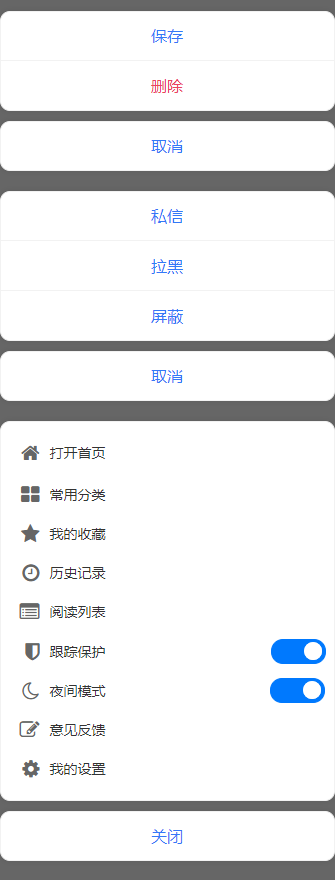 保存
删除
取消
私信
拉黑
屏蔽
取消
打开首页
常用分类
我的收藏
历史记录
阅读列表
跟踪保护
夜间模式
意见反馈
我的设置
关闭